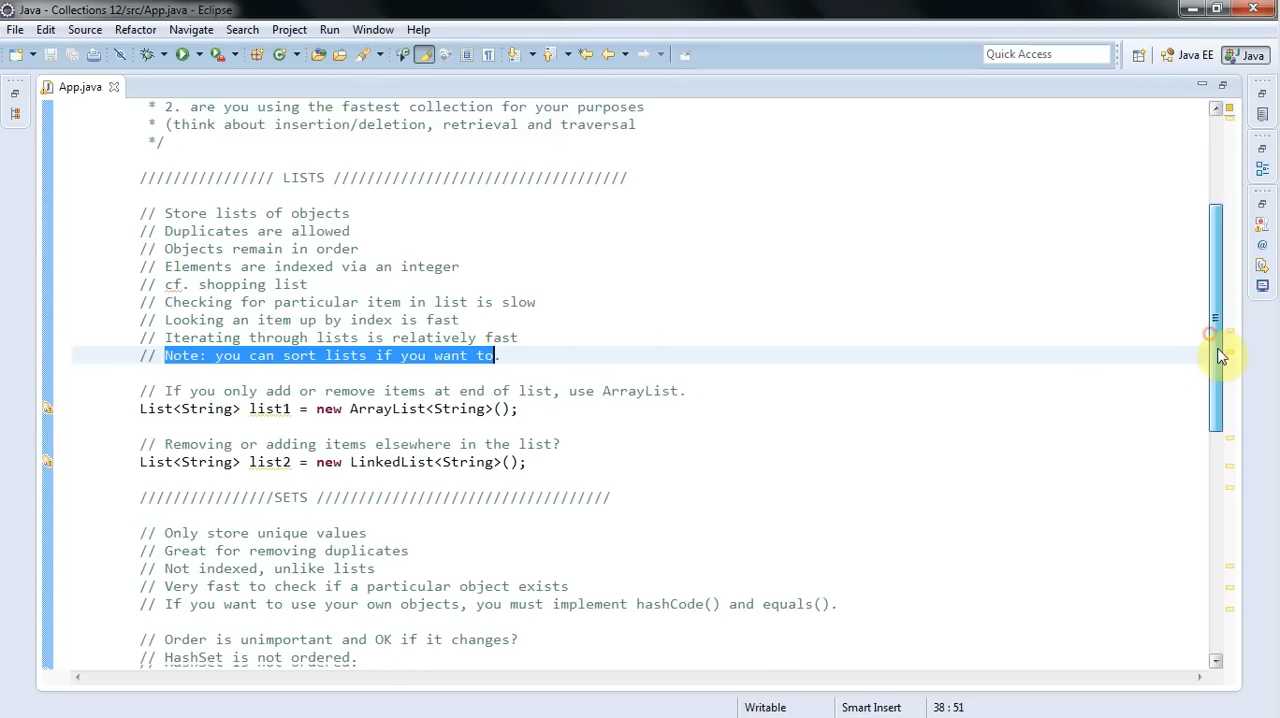 Java - Collections 12/src/App.java - Eclipse
File Edit Source Refactor Navigate Search Project Run Window Help
Quick Access
Java EE
Java
App.java
* 2. are you using the fastest collection for your purposes
* (think about insertion/deletion, retrieval and traversal
*/
//////////////// LISTS ///////////////////////////////////
// Store lists of objects
// Duplicates are allowed
// Objects remain in order
// Elements are indexed via an integer
// cf. shopping list
// Checking for particular item in list is slow
// Looking an item up by index is fast
// Iterating through lists is relatively fast
// Note: you can sort lists if you want to.
// If you only add or remove items at end of list, use ArrayList.
List<String> list1 = new ArrayList<String>();
// Removing or adding items elsewhere in the list?
List<String> list2 = new LinkedList<String>();
////////////////SETS ///////////////////////////////////
// Only store unique values
// Great for removing duplicates
// Not indexed, unlike lists
// Very fast to check if a particular object exists
// If you want to use your own objects, you must implement hashCode() and equals().
// Order is unimportant and OK if it changes?
// HashSet is not ordered.
Writable
Smart Insert
38 : 51